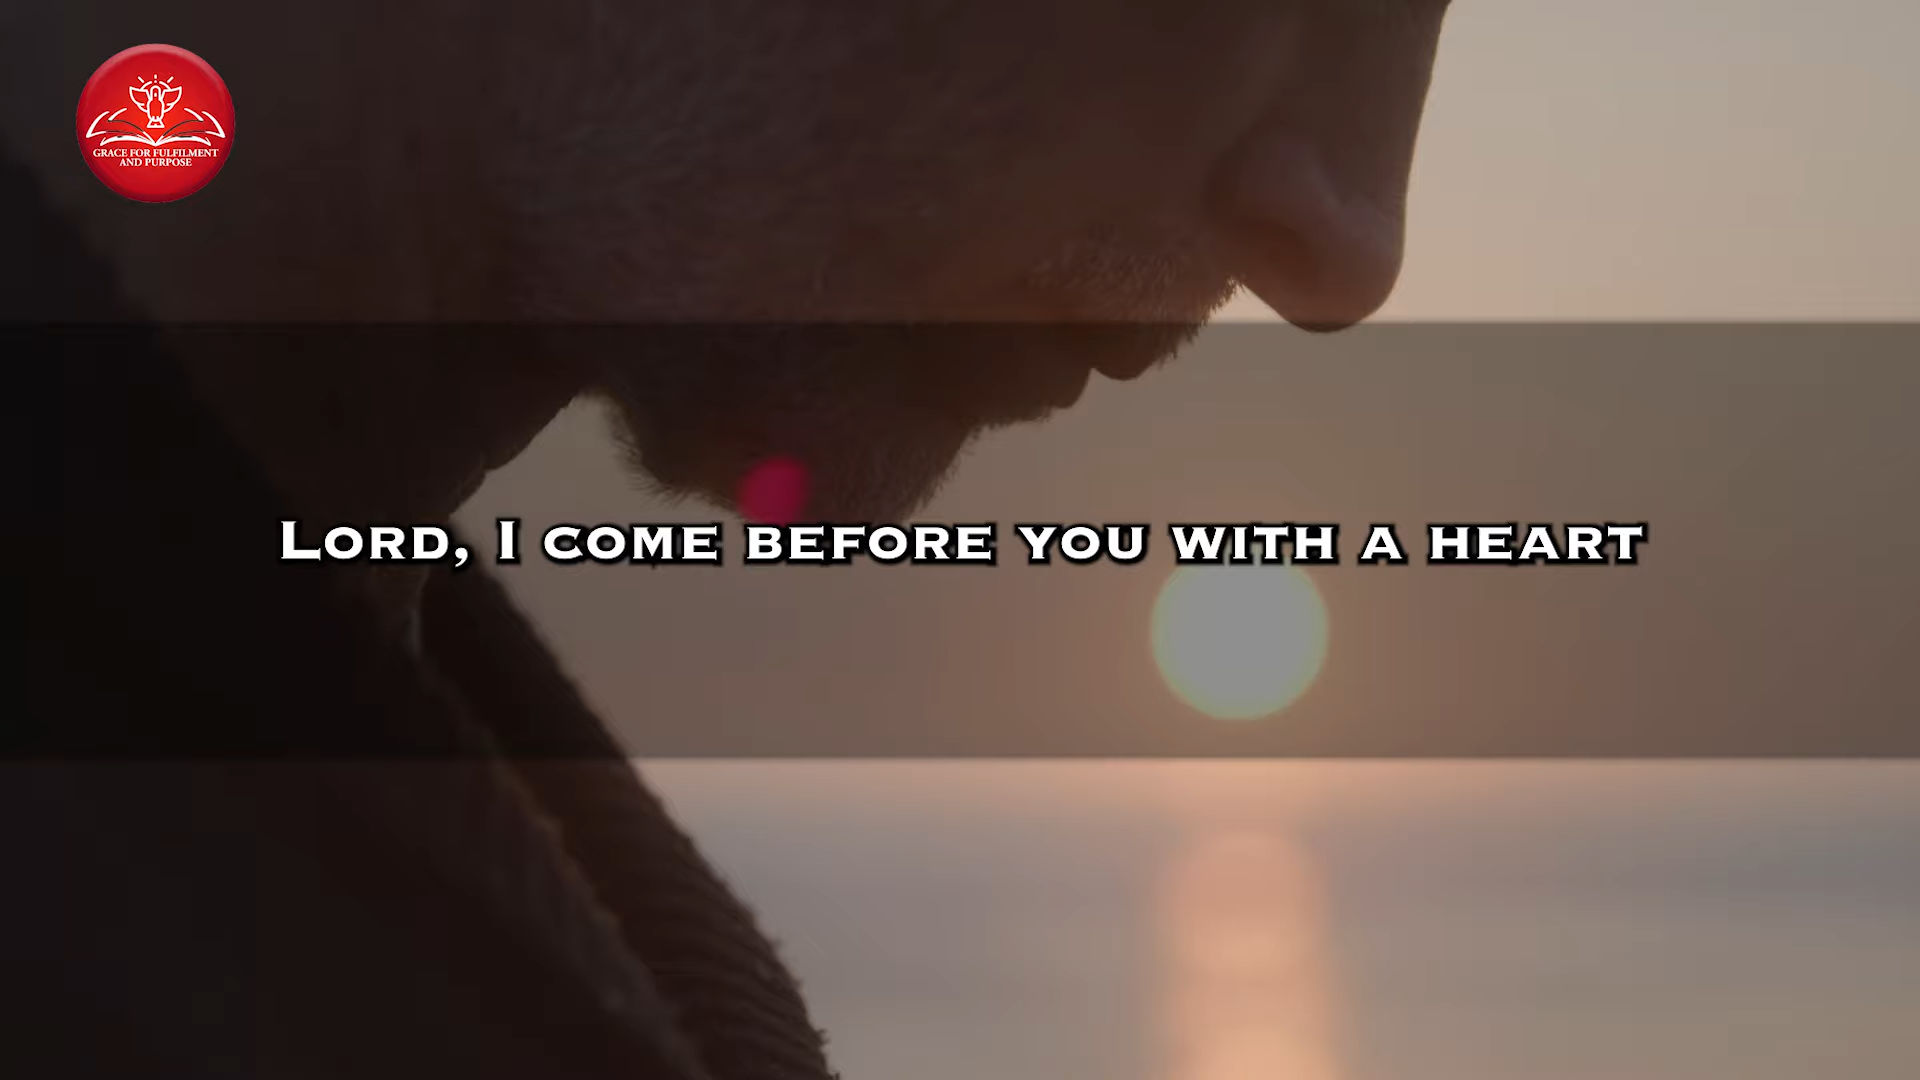 GRACE FOR FULFILMENT
AND PURPOSE
Lord, I come before you with a heart